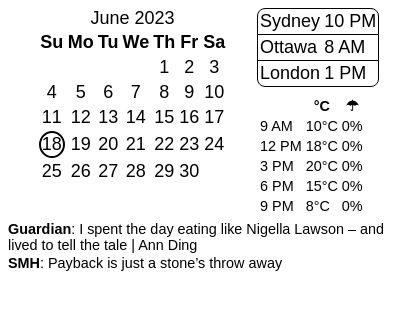 June 2023
Su Mo Tu We Th Fr Sa
1 2 3
4 5 6 7 8 9 10
11 12 13 14 15 16 17
18 19 20 21 22 23 24
25 26 27 28 29 30
Sydney 10 PM
Ottawa 8 AM
London 1 PM
°C ☂
9 AM 10°C 0%
12 PM 18°C 0%
3 PM 20°C 0%
6 PM 15°C 0%
9 PM 8°C 0%
Guardian: I spent the day eating like Nigella Lawson – and
lived to tell the tale | Ann Ding
SMH: Payback is just a stone’s throw away